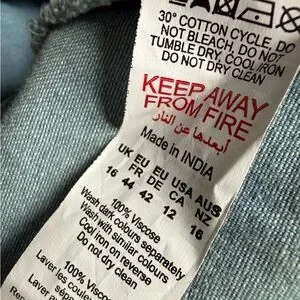 30° COTTON CYCLE, DO
NOT BLEACH, DO NOT
TUMBLE DRY, COOL IRON
DO NOT DRY CLEAN
KEEP AWAY
FROM FIRE
أبعدها عن النار
Made in INDIA
UK EU EU USA AUS
FR DE CA NZ
16 44 42 12 16
100% Viscose
Wash dark colours separately
Wash with similar colours
Cool iron on reverse
Do not dry clean
100% Viscose
Laver les couleurs
sépar
Laver avec